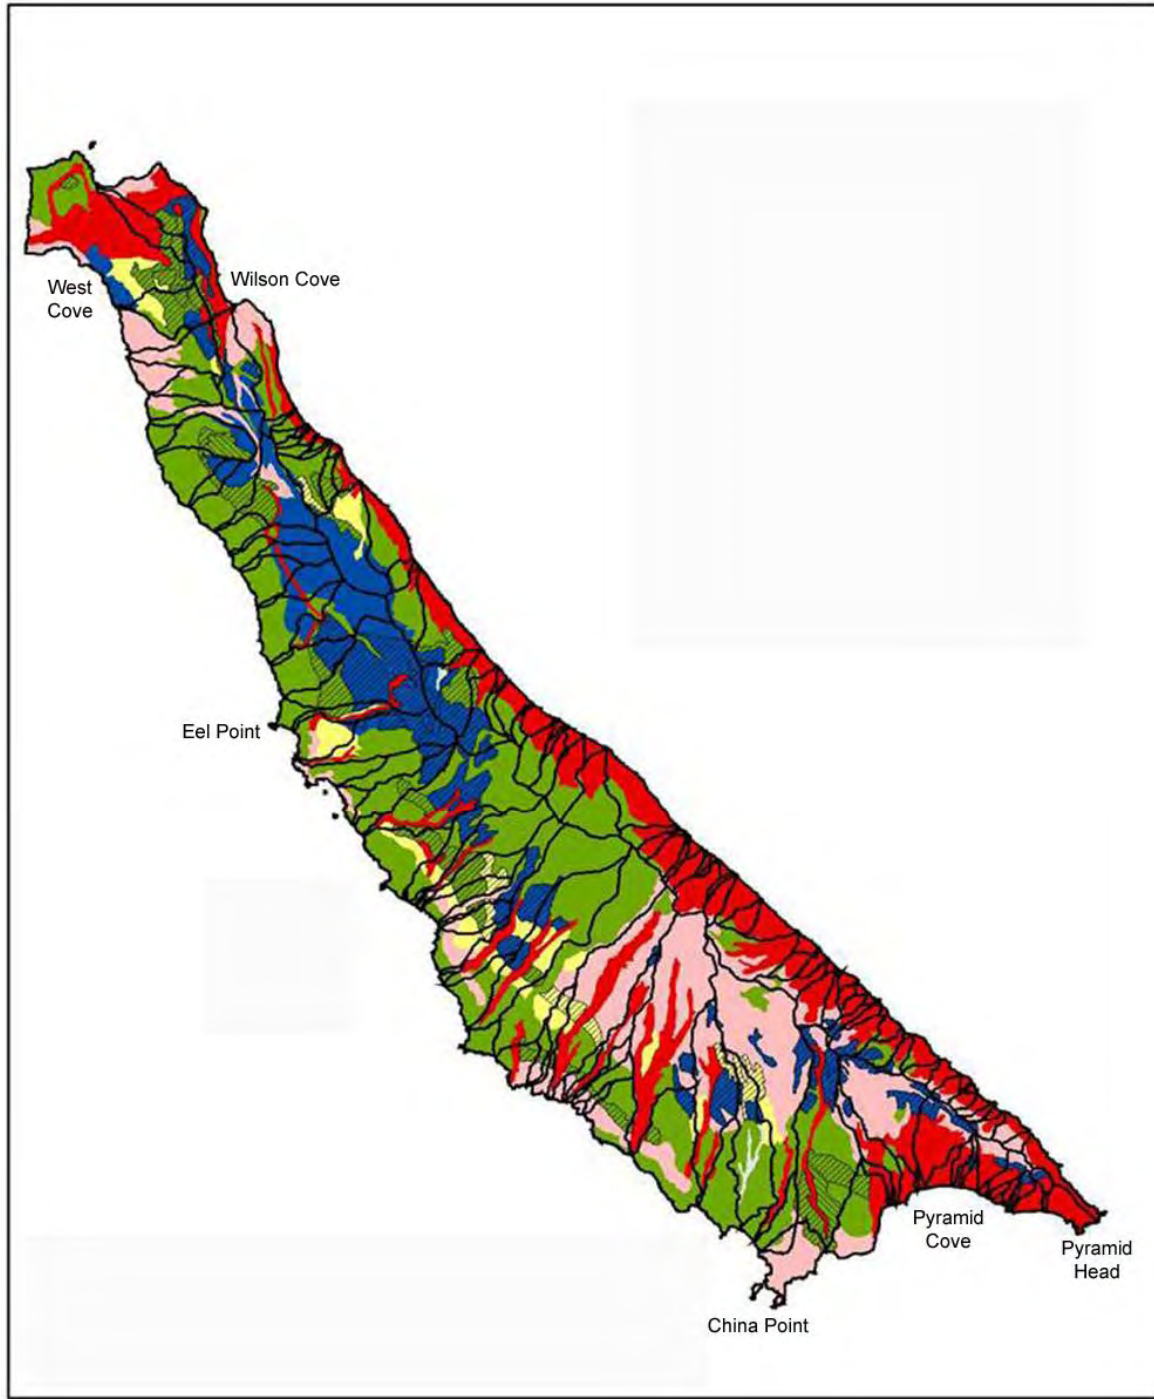 Wilson Cove
West
Cove
Eel Point
Pyramid
Cove
Pyramid
Head
China Point